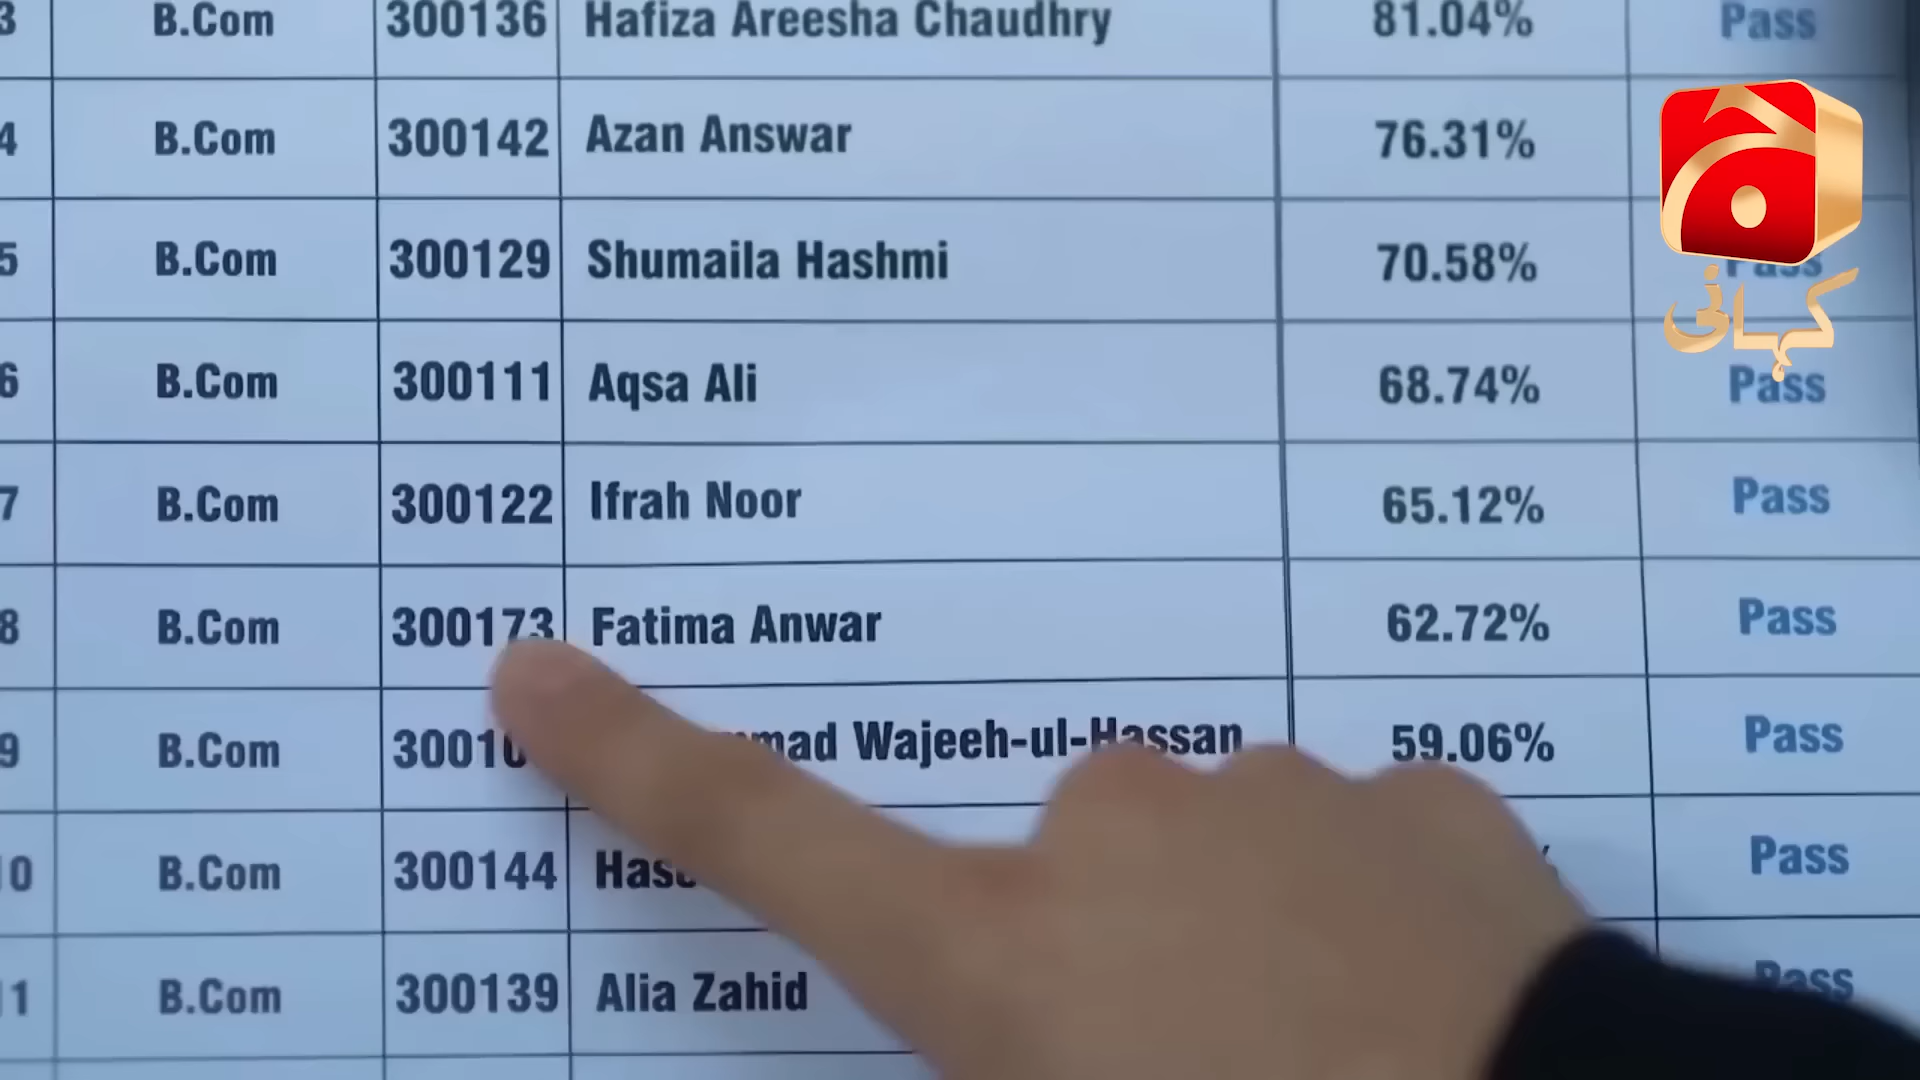 3 B.Com 300136 Hafiza Areesha Chaudhry 81.04% Pass
4 B.Com 300142 Azan Answar 76.31%
5 B.Com 300129 Shumaila Hashmi 70.58% Pass
6 B.Com 300111 Aqsa Ali 68.74% Pass
7 B.Com 300122 Ifrah Noor 65.12% Pass
8 B.Com 300173 Fatima Anwar 62.72% Pass
9 B.Com Wajeeh-ul-Hassan 59.06% Pass
10 B.Com 300144 Pass
11 B.Com 300139 Alia Zahid Pass
کہانی